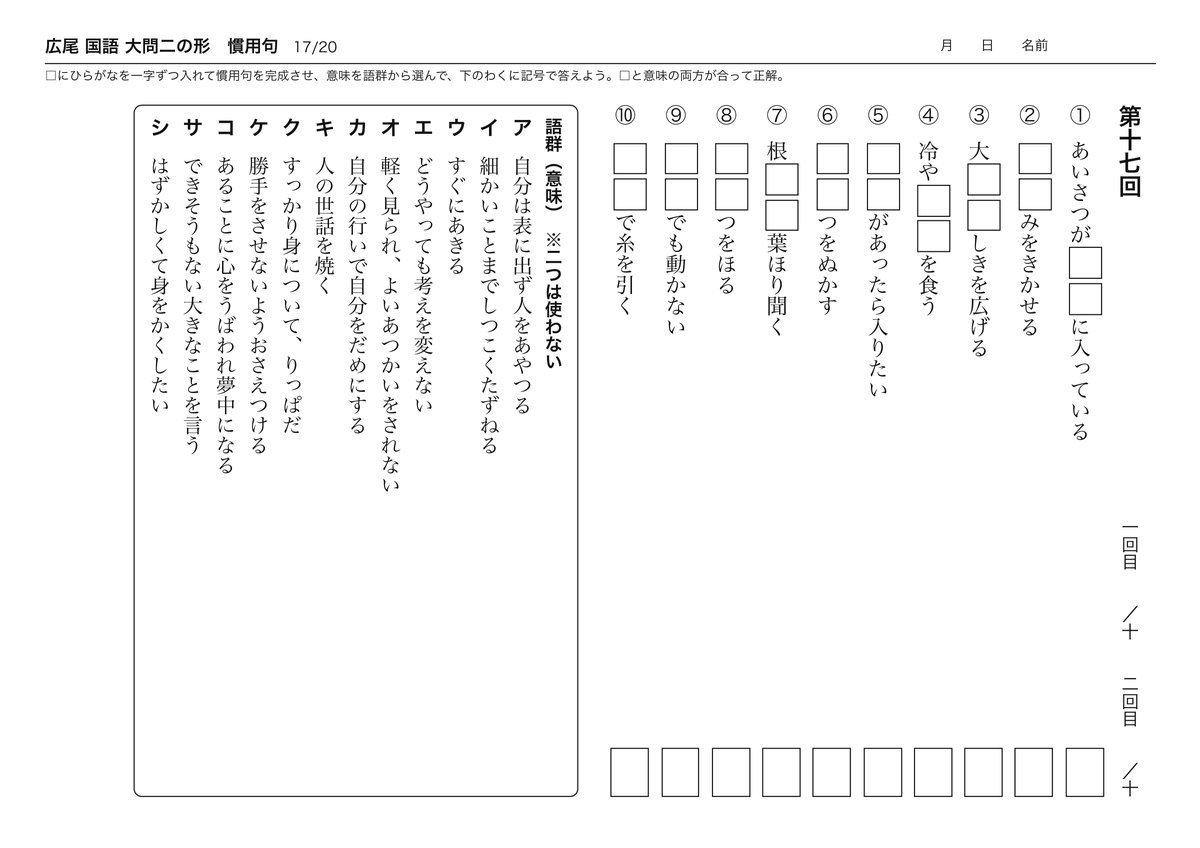 広尾 国語 大問二の形　慣用句　17/20
月　日　名前
□にひらがなを一字ずつ入れて慣用句を完成させ、意味を語群から選んで、下のわくに記号で答えよう。□と意味の両方が合って正解。
第十七回　一回目　／十　二回目　／十
① あいさつが□□に入っている
② □□みをきかせる
③ 大□□しきを広げる
④ 冷や□□を食う
⑤ □□があったら入りたい
⑥ □□つをぬかす
⑦ 根□□葉ほり聞く
⑧ □□つをほる
⑨ □□でも動かない
⑩ □□で糸を引く
語群（意味）　※二つは使わない
ア　自分は表に出ず人をあやつる
イ　細かいことまでしつこくたずねる
ウ　すぐにあきる
エ　どうやっても考えを変えない
オ　軽く見られ、よいあつかいをされない
カ　自分の行いで自分をだめにする
キ　人の世話を焼く
ク　すっかり身について、りっぱだ
ケ　勝手をさせないようおさえつける
コ　あることに心をうばわれ夢中になる
サ　できそうもない大きなことを言う
シ　はずかしくて身をかくしたい